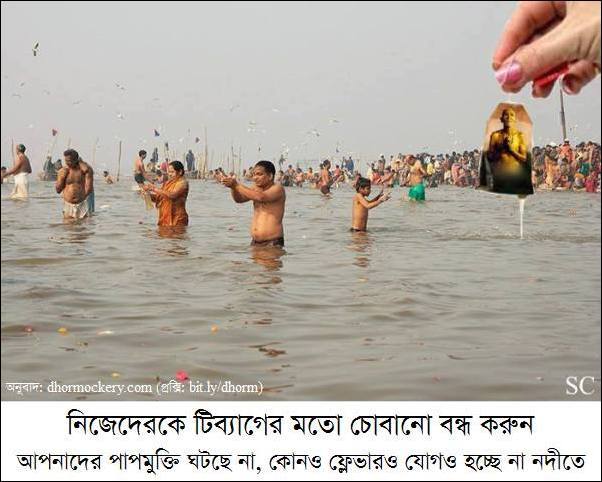 অনুবাদ: dhormockery.com (প্রক্সি: bit.ly/dhorm)
SC
নিজেদেরকে টিব্যাগের মতো চোবানো বন্ধ করুন
আপনাদের পাপমুক্তি ঘটছে না, কোনও ফ্লেভারও যোগও হচ্ছে না নদীতে